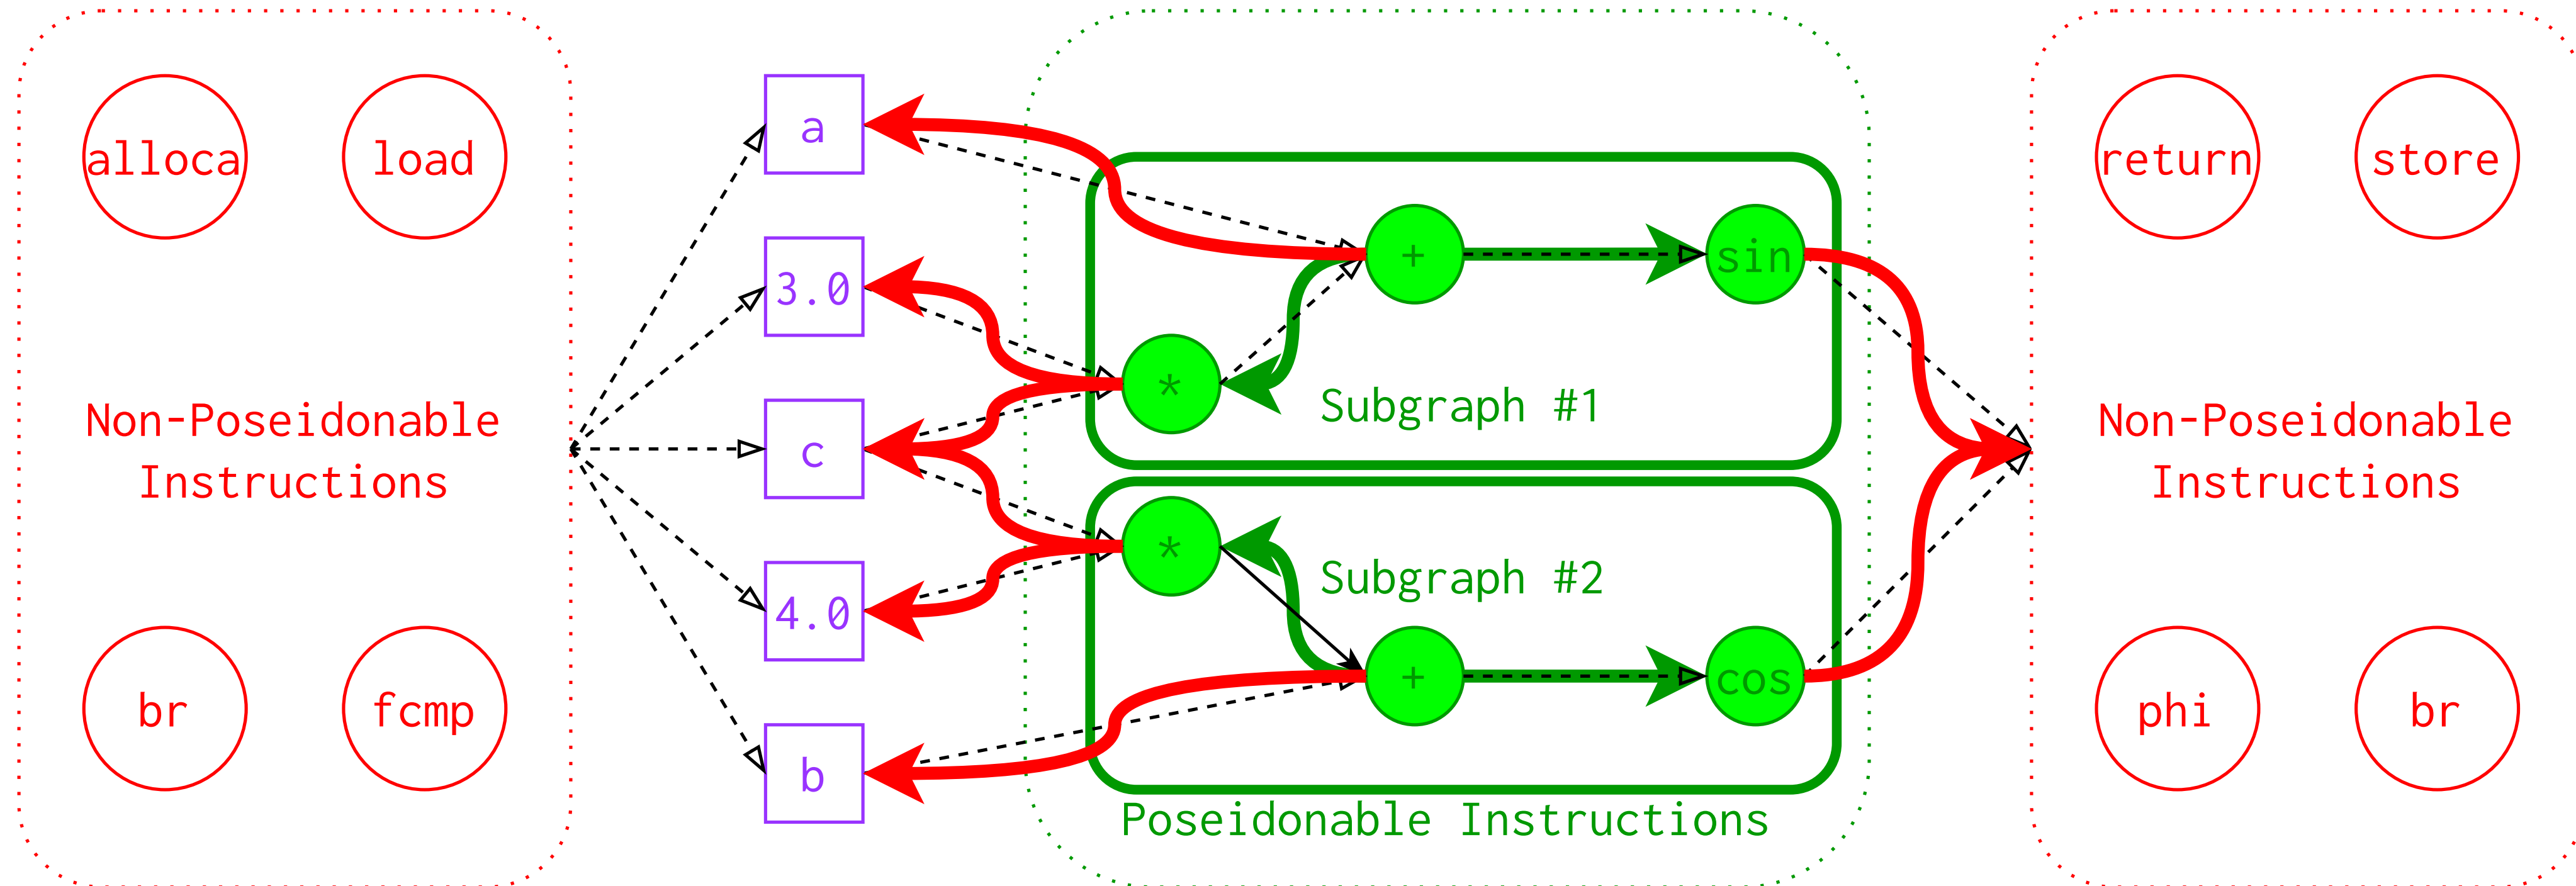 alloca
load
Non-Poseidonable
Instructions
br
fcmp
a
3.0
c
4.0
b
+
sin
*
Subgraph #1
*
Subgraph #2
+
cos
Poseidonable Instructions
return
store
Non-Poseidonable
Instructions
phi
br